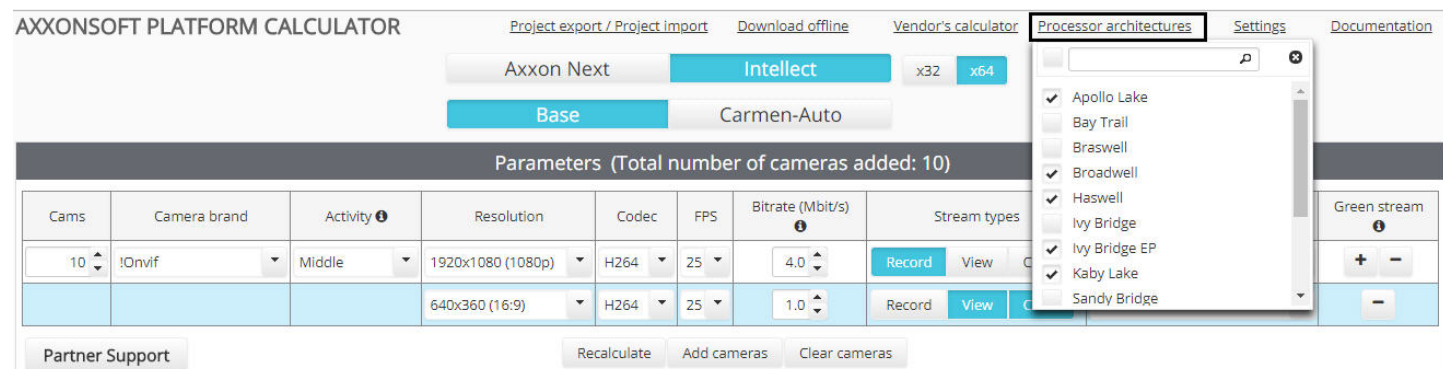 AXXONSOFT PLATFORM CALCULATOR
Project export / Project import
Download offline
Vendor's calculator
Processor architectures
Settings
Documentation
Axxon Next
Intellect
x32
x64
Base
Carmen-Auto
Apollo Lake
Bay Trail
Braswell
Broadwell
Haswell
Ivy Bridge
Ivy Bridge EP
Kaby Lake
Sandy Bridge
Parameters (Total number of cameras added: 10)
Cams
Camera brand
Activity
Resolution
Codec
FPS
Bitrate (Mbit/s)
Stream types
Green stream
10
!Onvif
Middle
1920x1080 (1080p)
H264
25
4.0
Record
View
640x360 (16:9)
H264
25
1.0
Record
View
Partner Support
Recalculate
Add cameras
Clear cameras